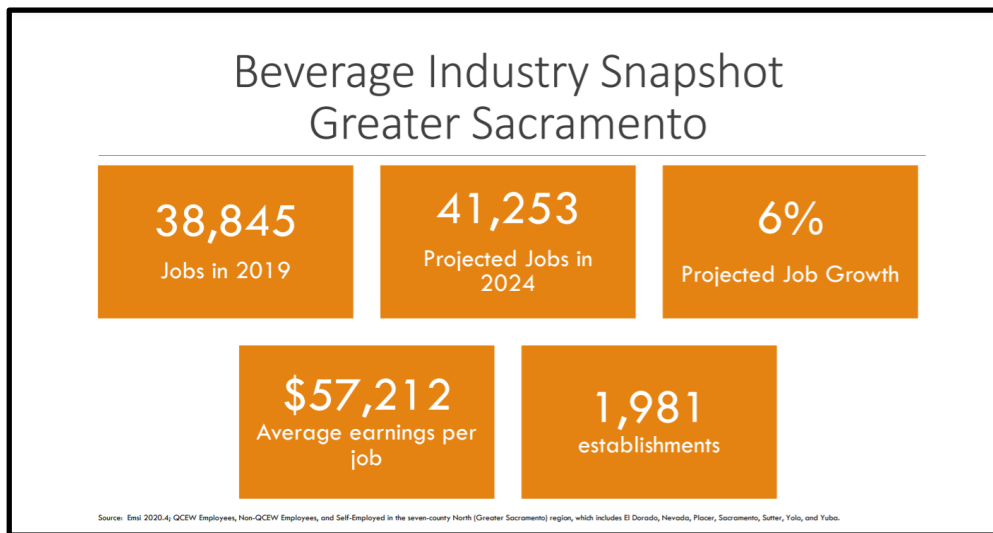 Beverage Industry Snapshot
Greater Sacramento
38,845
Jobs in 2019
41,253
Projected Jobs in
2024
6%
Projected Job Growth
$57,212
Average earnings per
job
1,981
establishments
Source: Emsi 2020.4; QCEW Employees, Non-QCEW Employees, and Self-Employed in the seven-county North (Greater Sacramento) region, which includes El Dorado, Nevada, Placer, Sacramento, Sutter, Yolo, and Yuba.